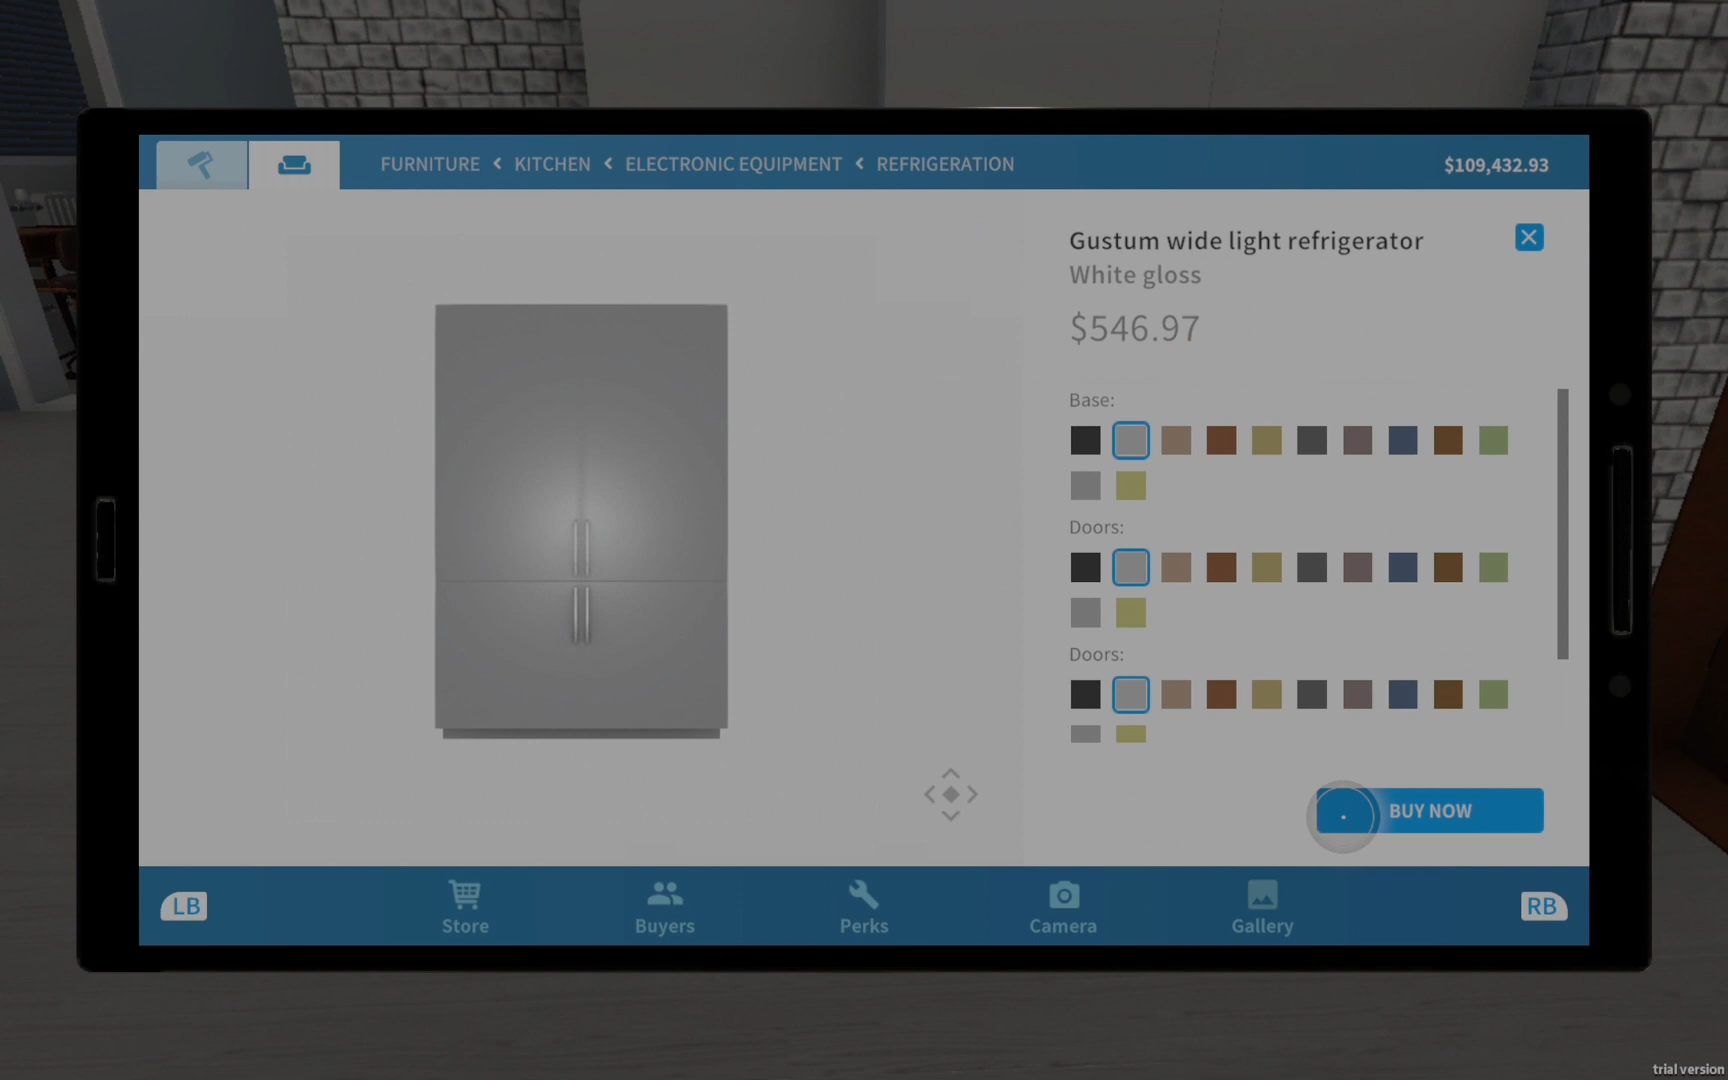 FURNITURE < KITCHEN < ELECTRONIC EQUIPMENT < REFRIGERATION
$109,432.93
Gustum wide light refrigerator
White gloss
$546.97
Base:
Doors:
Doors:
BUY NOW
LB
Store
Buyers
Perks
Camera
Gallery
RB
trial version